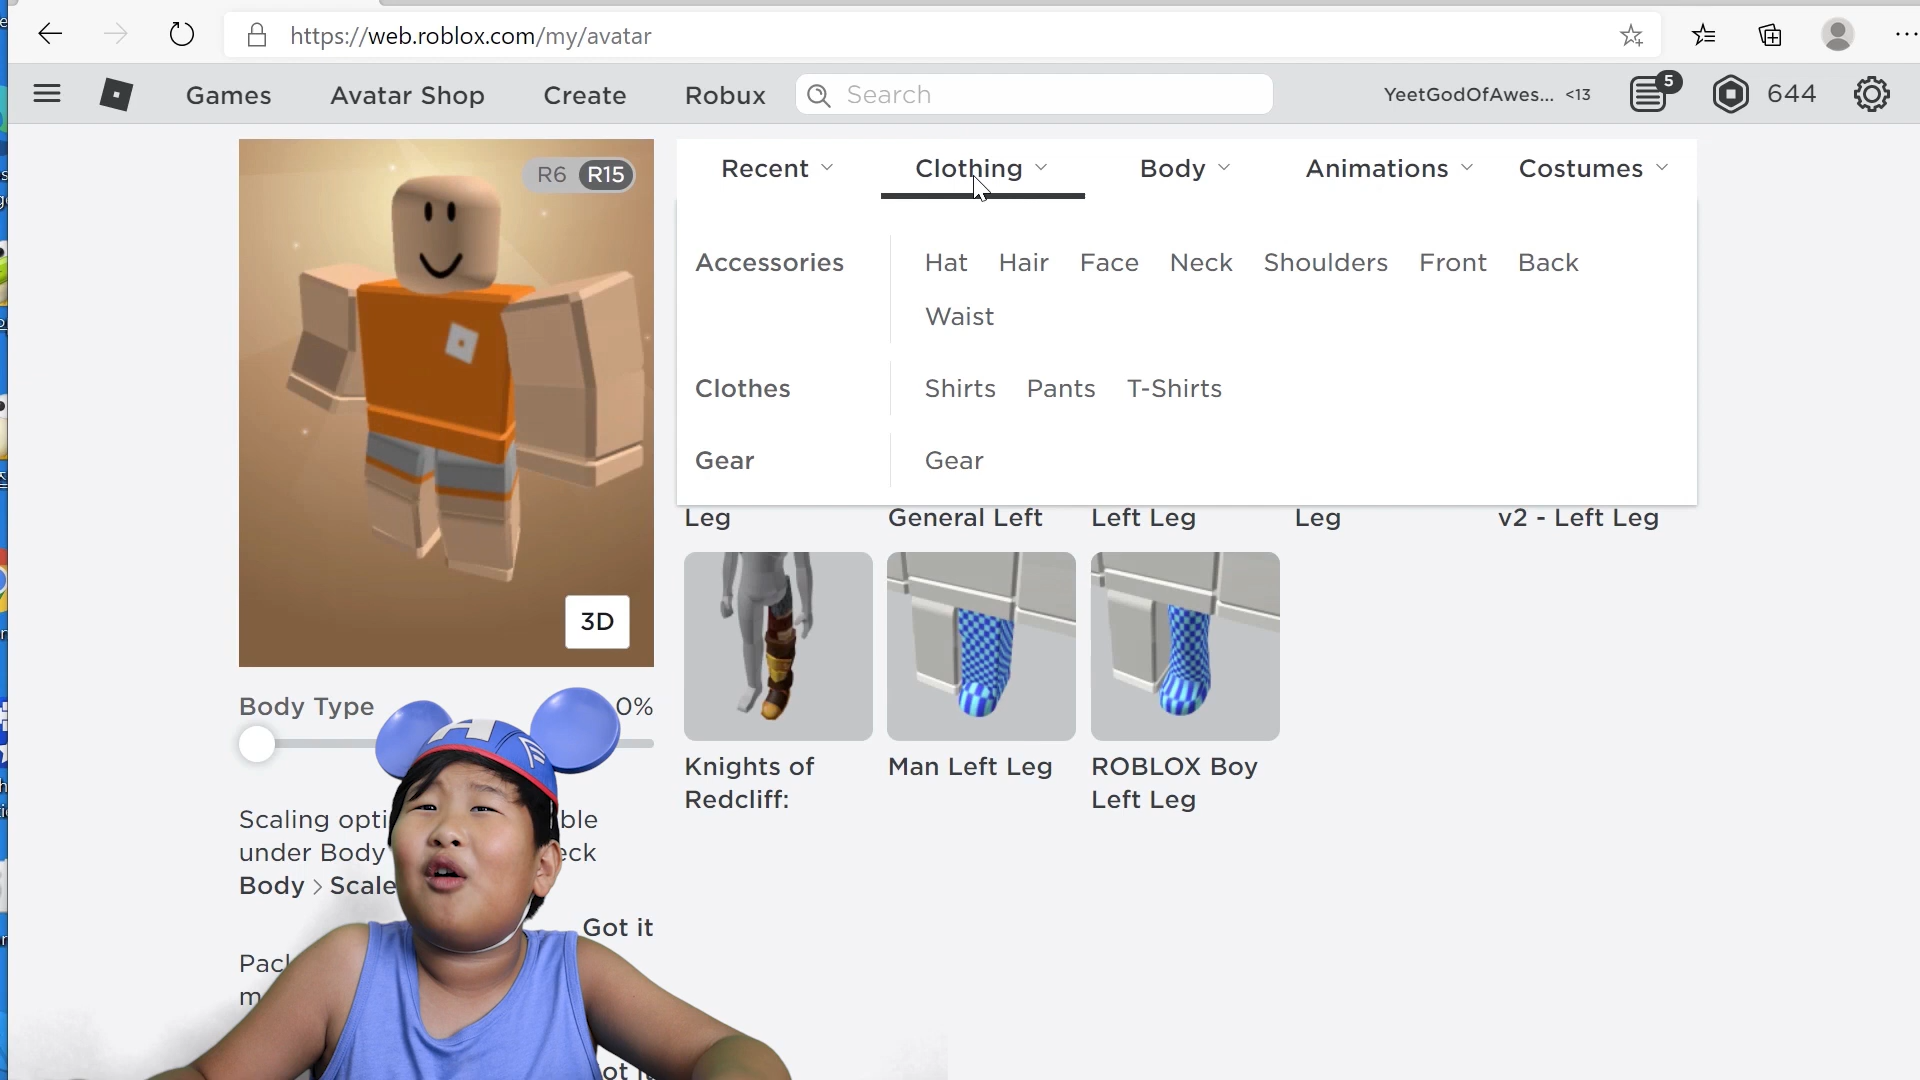 https://web.roblox.com/my/avatar
Games Avatar Shop Create Robux Search YeetGodOfAwes... <13 5 644
R6 R15
3D
Recent Clothing Body Animations Costumes
Accessories Hat Hair Face Neck Shoulders Front Back
Waist
Clothes Shirts Pants T-Shirts
Gear Gear
Leg General Left Left Leg Leg v2 - Left Leg
Knights of Man Left Leg ROBLOX Boy
Redcliff: Left Leg
Body Type 0%
Scaling
under Body
Body > Scale
Got it